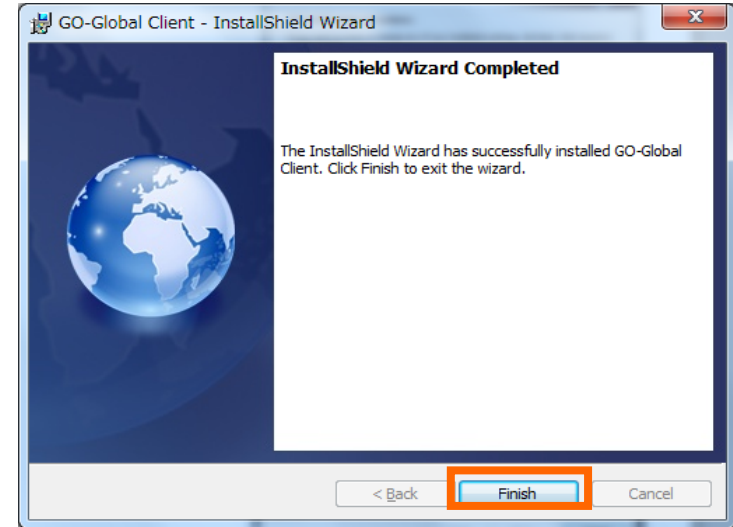 GO-Global Client - InstallShield Wizard
InstallShield Wizard Completed
The InstallShield Wizard has successfully installed GO-Global
Client. Click Finish to exit the wizard.
< Back
Finish
Cancel